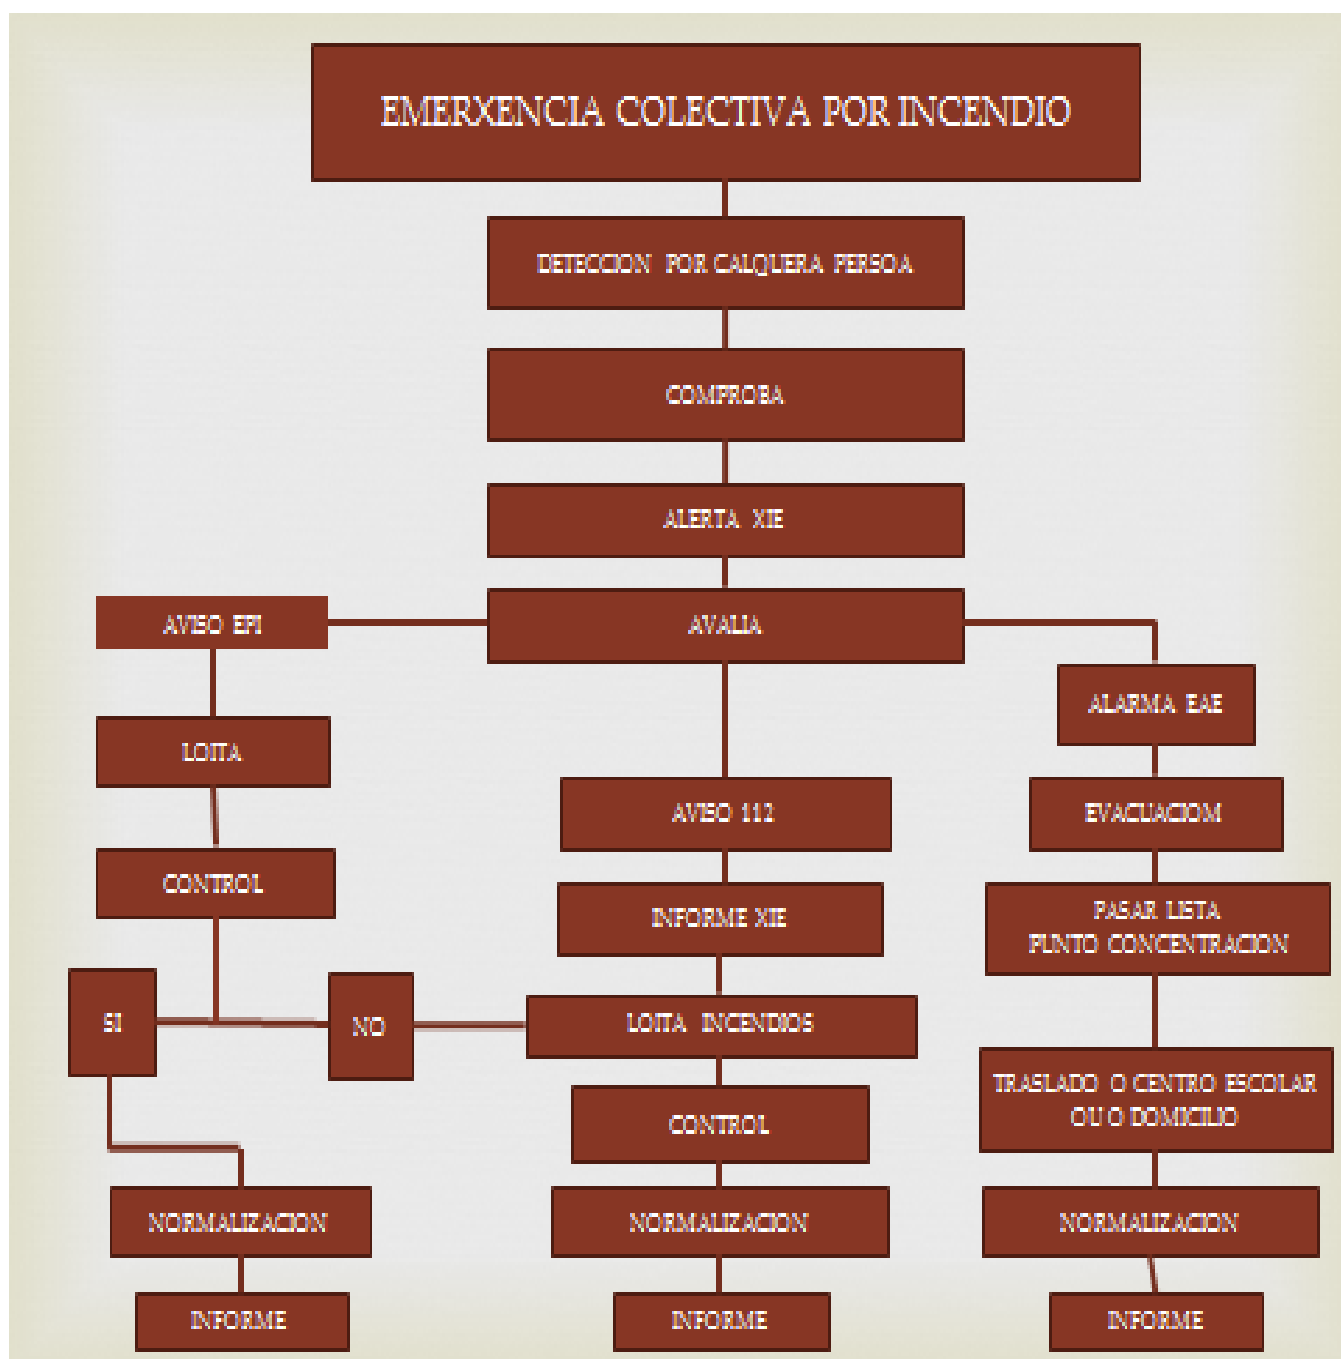 EMERXENCIA COLECTIVA POR INCENDIO
DETECCION POR CALQUERA PERSOA
COMPROBA
ALERTA XIE
AVISO EPI
AVALIA
ALARMA EAE
LOITA
AVISO 112
EVACUACIOM
CONTROL
INFORME XIE
PASAR LISTA
PUNTO CONCENTRACION
SI
NO
LOITA INCENDIOS
TRASLADO O CENTRO ESCOLAR
OU O DOMICILIO
CONTROL
NORMALIZACION
NORMALIZACION
NORMALIZACION
INFORME
INFORME
INFORME